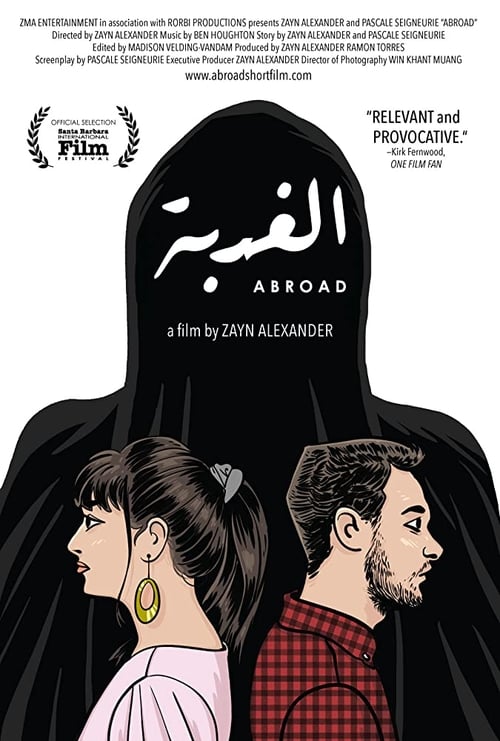 ZMA ENTERTAINMENT in association with RORBI PRODUCTIONS presents ZAYN ALEXANDER and PASCALE SEIGNEURIE "ABROAD"
Directed by ZAYN ALEXANDER Music by BEN HOUGHTON Story by ZAYN ALEXANDER and PASCALE SEIGNEURIE
Edited by MADISON VELDING-VANDAM Produced by ZAYN ALEXANDER RAMON TORRES
Screenplay by PASCALE SEIGNEURIE Executive Producer ZAYN ALEXANDER Director of Photography WIN KHANT MUANG
www.abroadshortfilm.com
OFFICIAL SELECTION
Santa Barbara
INTERNATIONAL
Film
FESTIVAL
"RELEVANT and
PROVOCATIVE."
–Kirk Fernwood,
ONE FILM FAN
الغربة
ABROAD
a film by ZAYN ALEXANDER